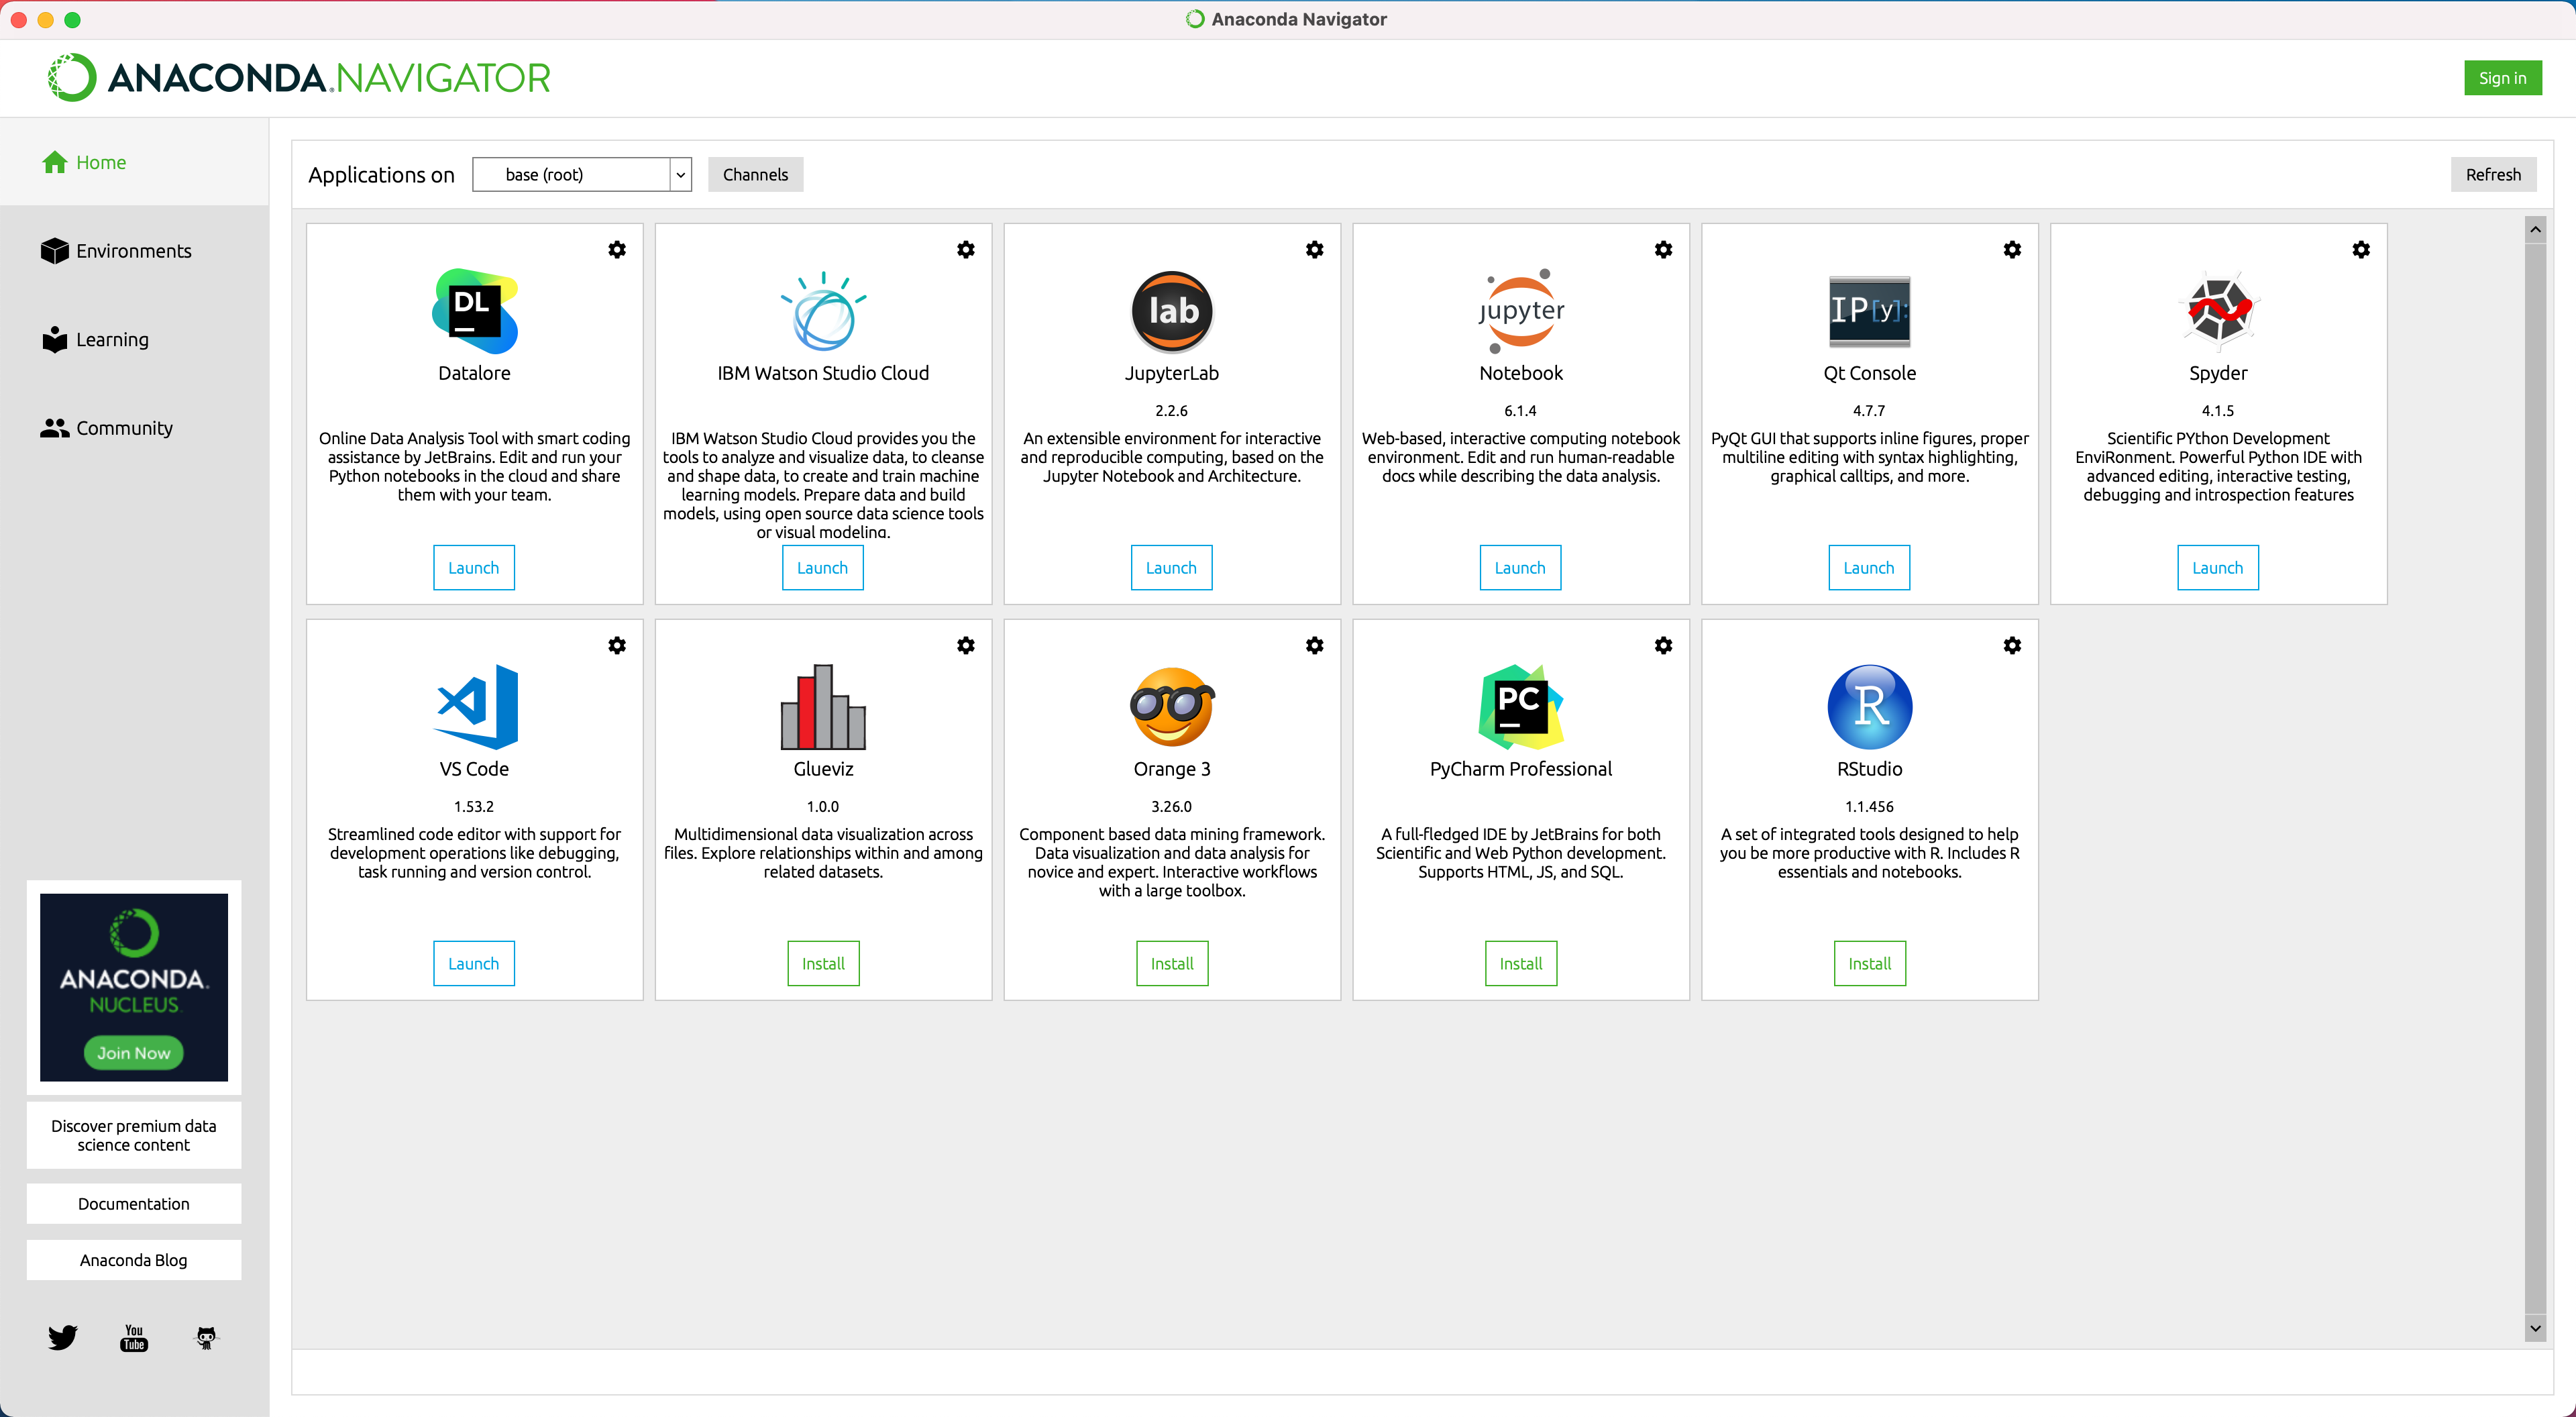 Anaconda Navigator
ANACONDA.NAVIGATOR
Sign in
Home
Environments
Learning
Community
ANACONDA.
NUCLEUS
Join Now
Discover premium data
science content
Documentation
Anaconda Blog
You
Tube
Applications on
base (root)
Channels
Refresh
DL
Datalore
Online Data Analysis Tool with smart coding
assistance by JetBrains. Edit and run your
Python notebooks in the cloud and share
them with your team.
Launch
IBM Watson Studio Cloud
IBM Watson Studio Cloud provides you the
tools to analyze and visualize data, to cleanse
and shape data, to create and train machine
learning models. Prepare data and build
models, using open source data science tools
or visual modeling.
Launch
lab
JupyterLab
2.2.6
An extensible environment for interactive
and reproducible computing, based on the
Jupyter Notebook and Architecture.
Launch
jupyter
Notebook
6.1.4
Web-based, interactive computing notebook
environment. Edit and run human-readable
docs while describing the data analysis.
Launch
IP[y]:
Qt Console
4.7.7
PyQt GUI that supports inline figures, proper
multiline editing with syntax highlighting,
graphical calltips, and more.
Launch
Spyder
4.1.5
Scientific PYthon Development
EnviRonment. Powerful Python IDE with
advanced editing, interactive testing,
debugging and introspection features
Launch
VS Code
1.53.2
Streamlined code editor with support for
development operations like debugging,
task running and version control.
Launch
Glueviz
1.0.0
Multidimensional data visualization across
files. Explore relationships within and among
related datasets.
Install
Orange 3
3.26.0
Component based data mining framework.
Data visualization and data analysis for
novice and expert. Interactive workflows
with a large toolbox.
Install
PC
PyCharm Professional
A full-fledged IDE by JetBrains for both
Scientific and Web Python development.
Supports HTML, JS, and SQL.
Install
R
RStudio
1.1.456
A set of integrated tools designed to help
you be more productive with R. Includes R
essentials and notebooks.
Install